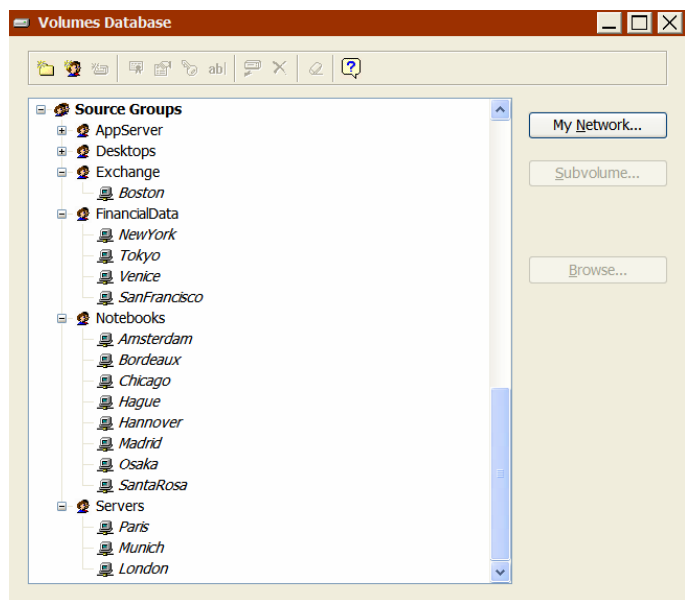 Volumes Database
ab|
Source Groups
AppServer
Desktops
Exchange
Boston
FinancialData
NewYork
Tokyo
Venice
SanFrancisco
Notebooks
Amsterdam
Bordeaux
Chicago
Hague
Hannover
Madrid
Osaka
SantaRosa
Servers
Paris
Munich
London
My Network...
Subvolume...
Browse...